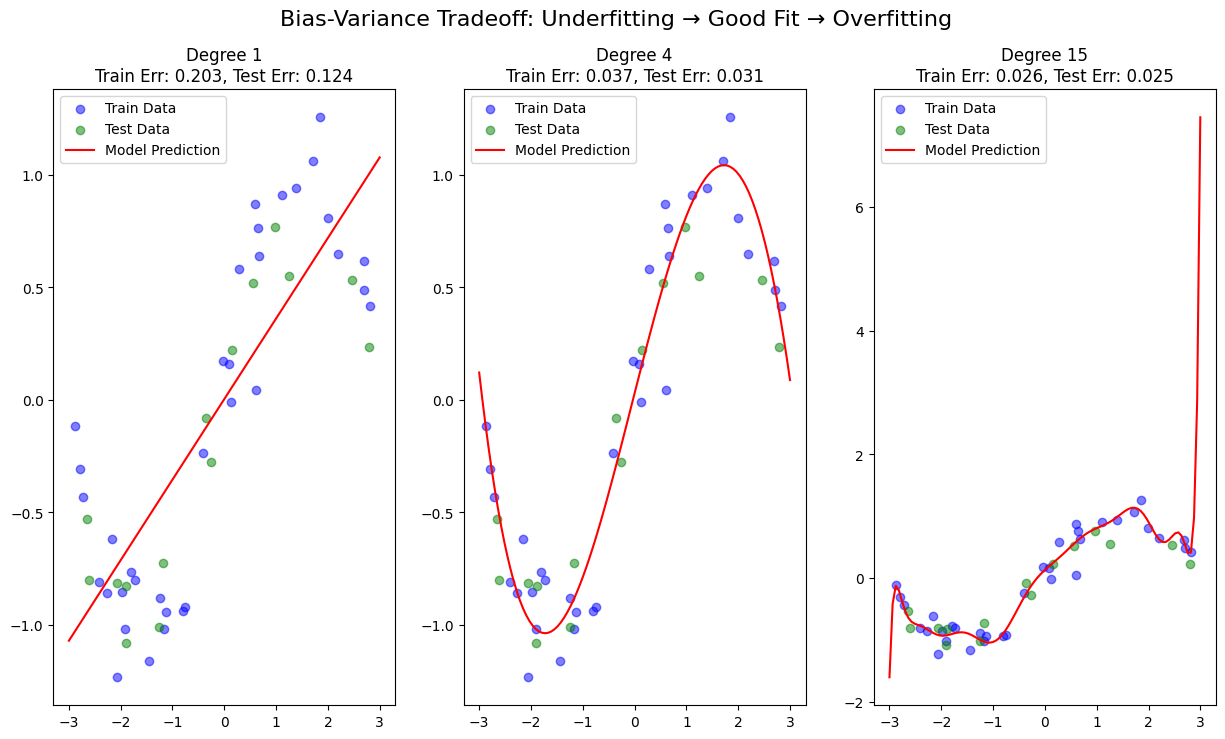 Bias-Variance Tradeoff: Underfitting → Good Fit → Overfitting
Degree 1
Train Err: 0.203, Test Err: 0.124
Train Data
Test Data
Model Prediction
1.0
0.5
0.0
−0.5
−1.0
−3 −2 −1 0 1 2 3
Degree 4
Train Err: 0.037, Test Err: 0.031
Train Data
Test Data
Model Prediction
1.0
0.5
0.0
−0.5
−1.0
−3 −2 −1 0 1 2 3
Degree 15
Train Err: 0.026, Test Err: 0.025
Train Data
Test Data
Model Prediction
6
4
2
0
−2
−3 −2 −1 0 1 2 3